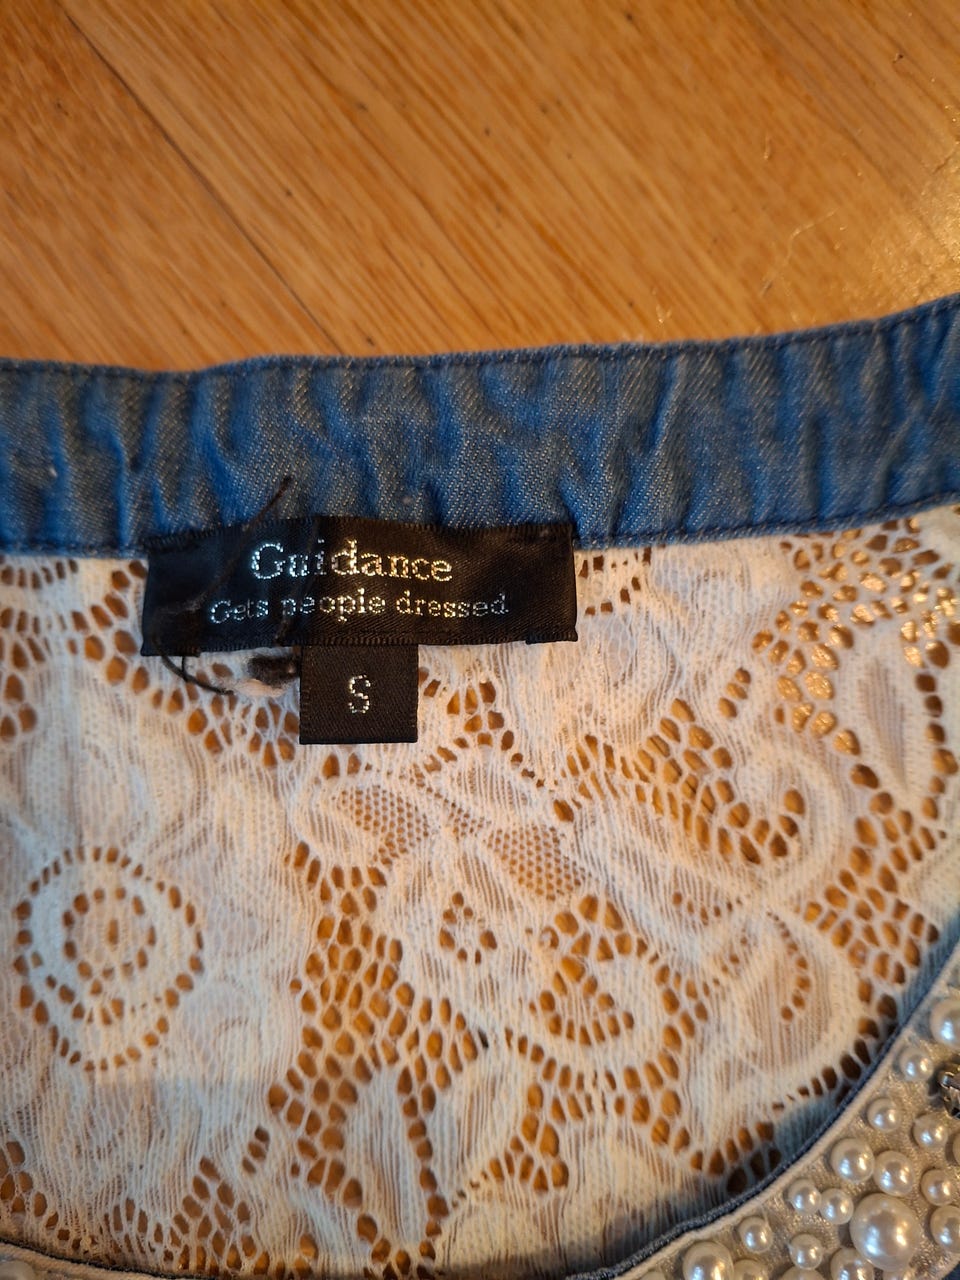 Guidance
Gets people dressed
S